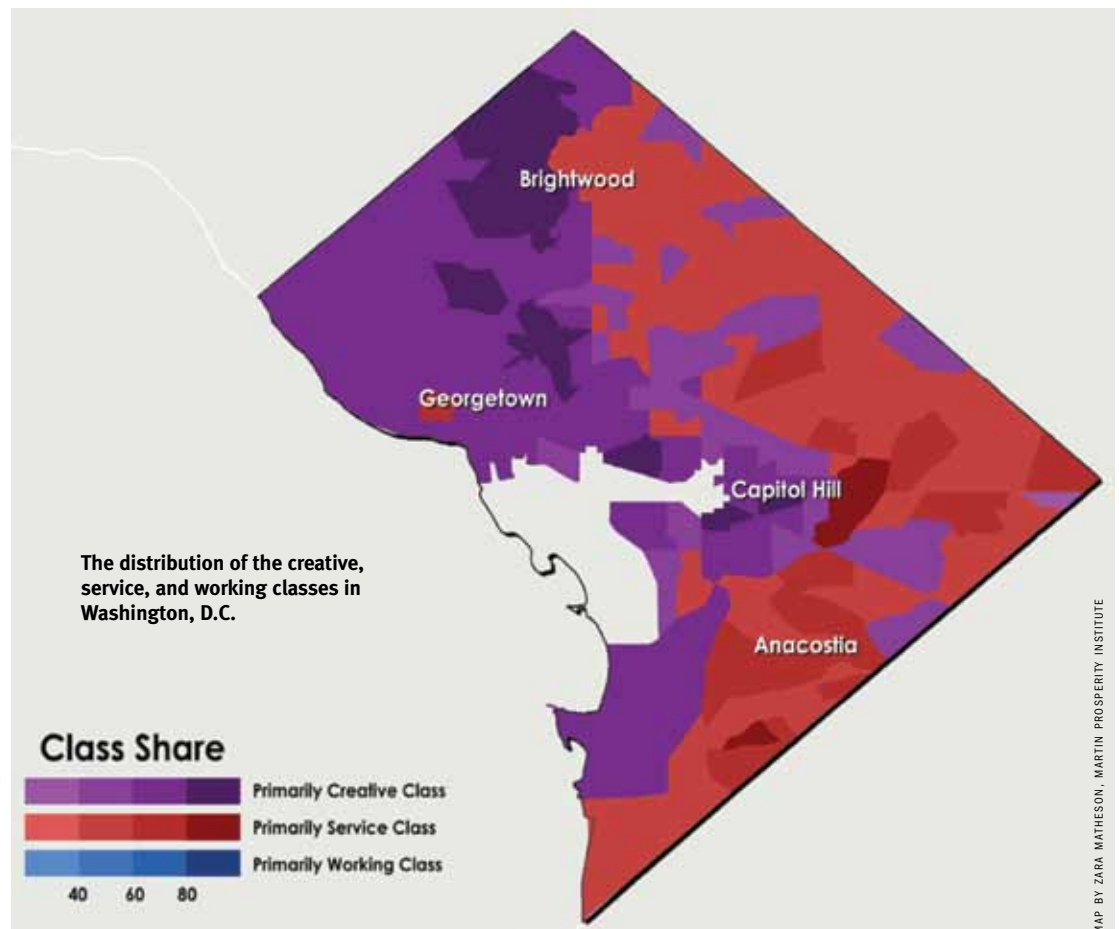 Brightwood
Georgetown
Capitol Hill
The distribution of the creative,
service, and working classes in
Washington, D.C.
Anacostia
Class Share
Primarily Creative Class
Primarily Service Class
Primarily Working Class
40 60 80
MAP BY ZARA MATHESON, MARTIN PROSPERITY INSTITUTE